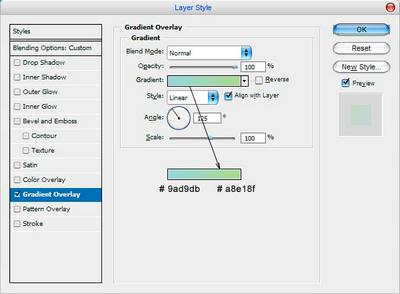 Layer Style
Styles
Blending Options: Custom
Drop Shadow
Inner Shadow
Outer Glow
Inner Glow
Bevel and Emboss
Contour
Texture
Satin
Color Overlay
Gradient Overlay
Pattern Overlay
Stroke
Gradient Overlay
Gradient
Blend Mode: Normal
Opacity: 100 %
Gradient: Reverse
Style: Linear Align with Layer
Angle: 125 °
Scale: 100 %
# 9ad9db # a8e18f
OK
Reset
New Style...
Preview